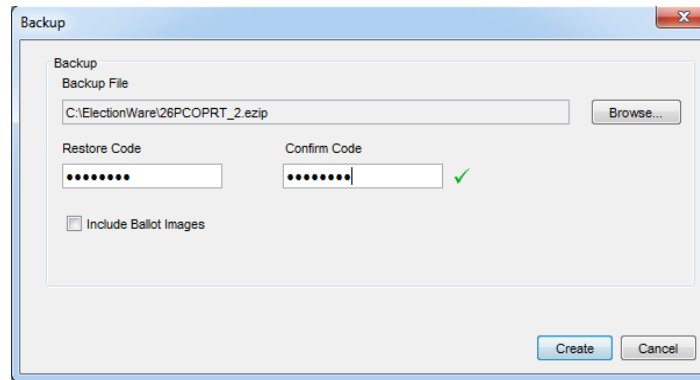 Backup
Backup
Backup File
C:\ElectionWare\26PCOPRT_2.ezip
Browse...
Restore Code
Confirm Code
••••••••
••••••••
Include Ballot Images
Create
Cancel